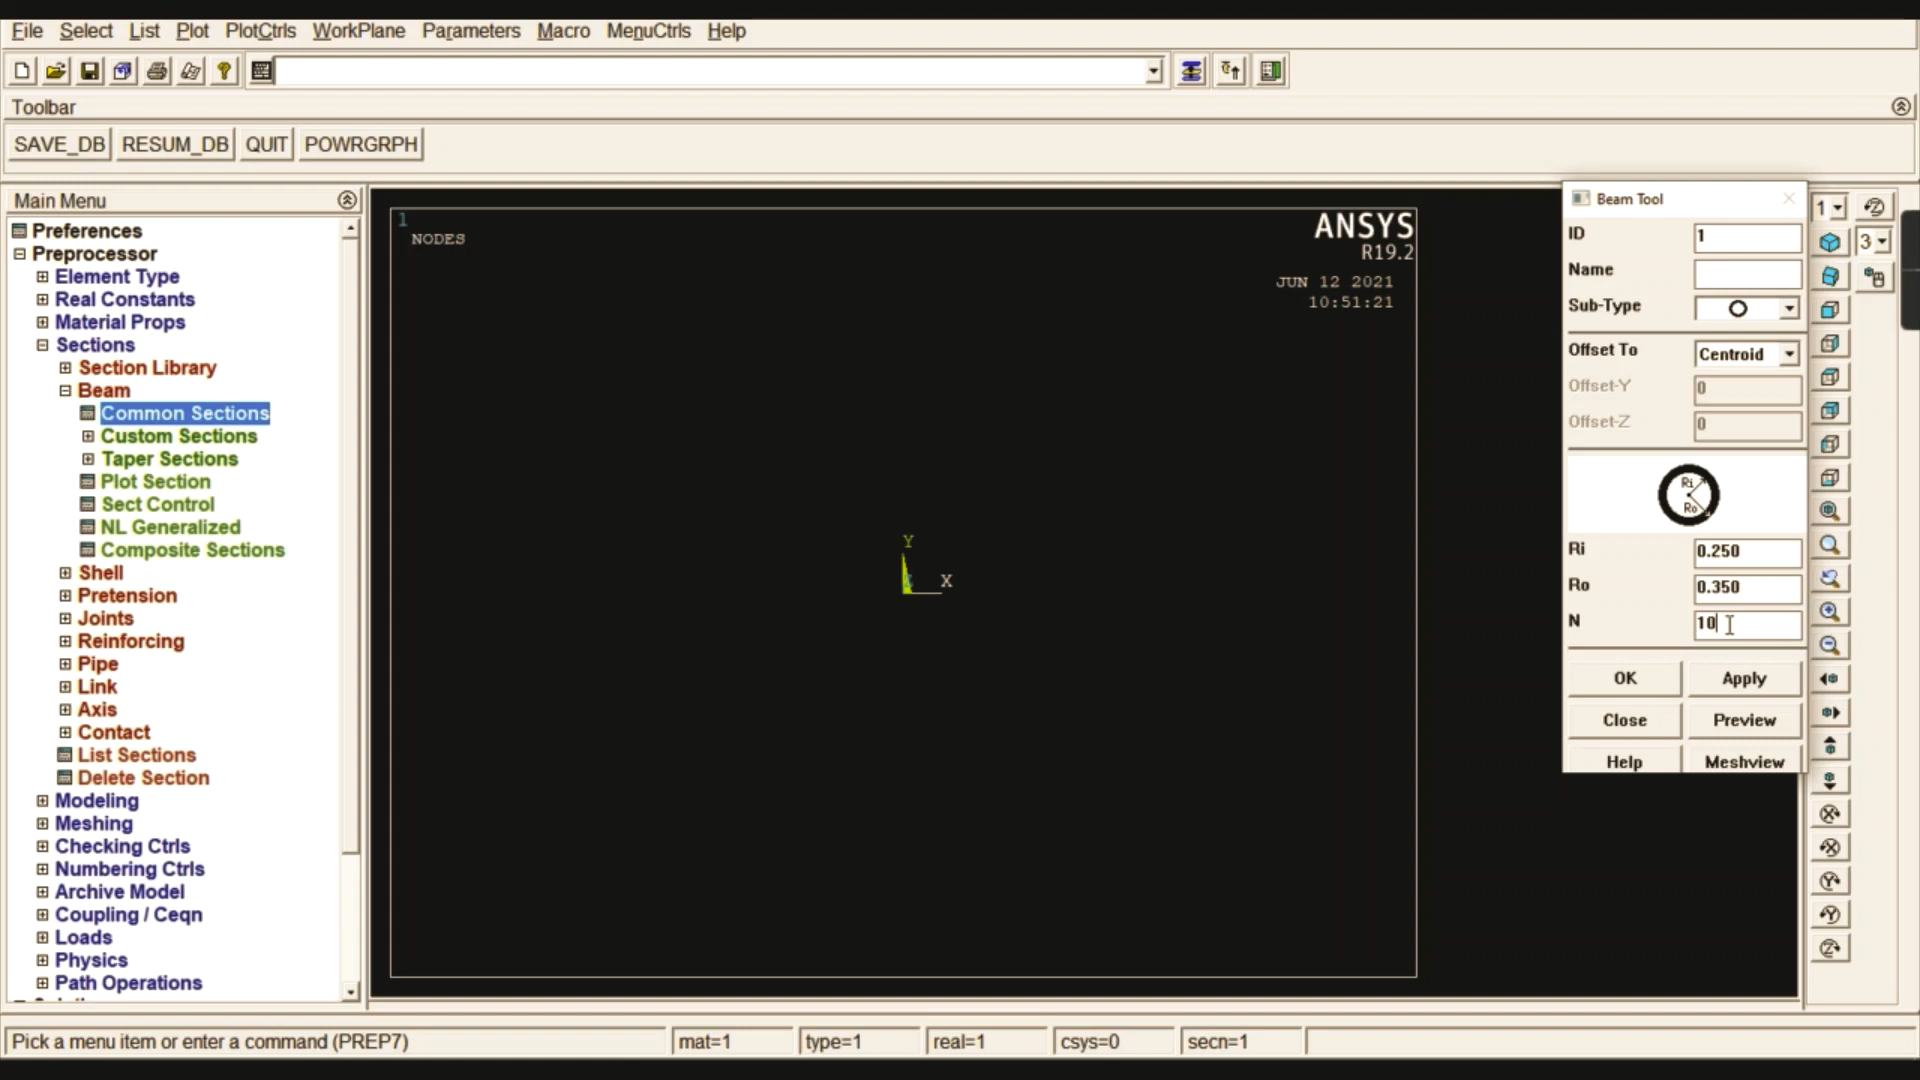 File Select List Plot PlotCtrls WorkPlane Parameters Macro MenuCtrls Help
Toolbar
SAVE_DB RESUM_DB QUIT POWRGRPH
Main Menu
Preferences
Preprocessor
Element Type
Real Constants
Material Props
Sections
Section Library
Beam
Common Sections
Custom Sections
Taper Sections
Plot Section
Sect Control
NL Generalized
Composite Sections
Shell
Pretension
Joints
Reinforcing
Pipe
Link
Axis
Contact
List Sections
Delete Section
Modeling
Meshing
Checking Ctrls
Numbering Ctrls
Archive Model
Coupling / Ceqn
Loads
Physics
Path Operations
1
NODES
ANSYS
R19.2
JUN 12 2021
10:51:21
Y
X
Beam Tool
ID 1
Name
Sub-Type
Offset To Centroid
Offset-Y 0
Offset-Z 0
Ri
Ro
Ri 0.250
Ro 0.350
N 10
OK Apply
Close Preview
Help Meshview
1
3
Pick a menu item or enter a command (PREP7) mat=1 type=1 real=1 csys=0 secn=1